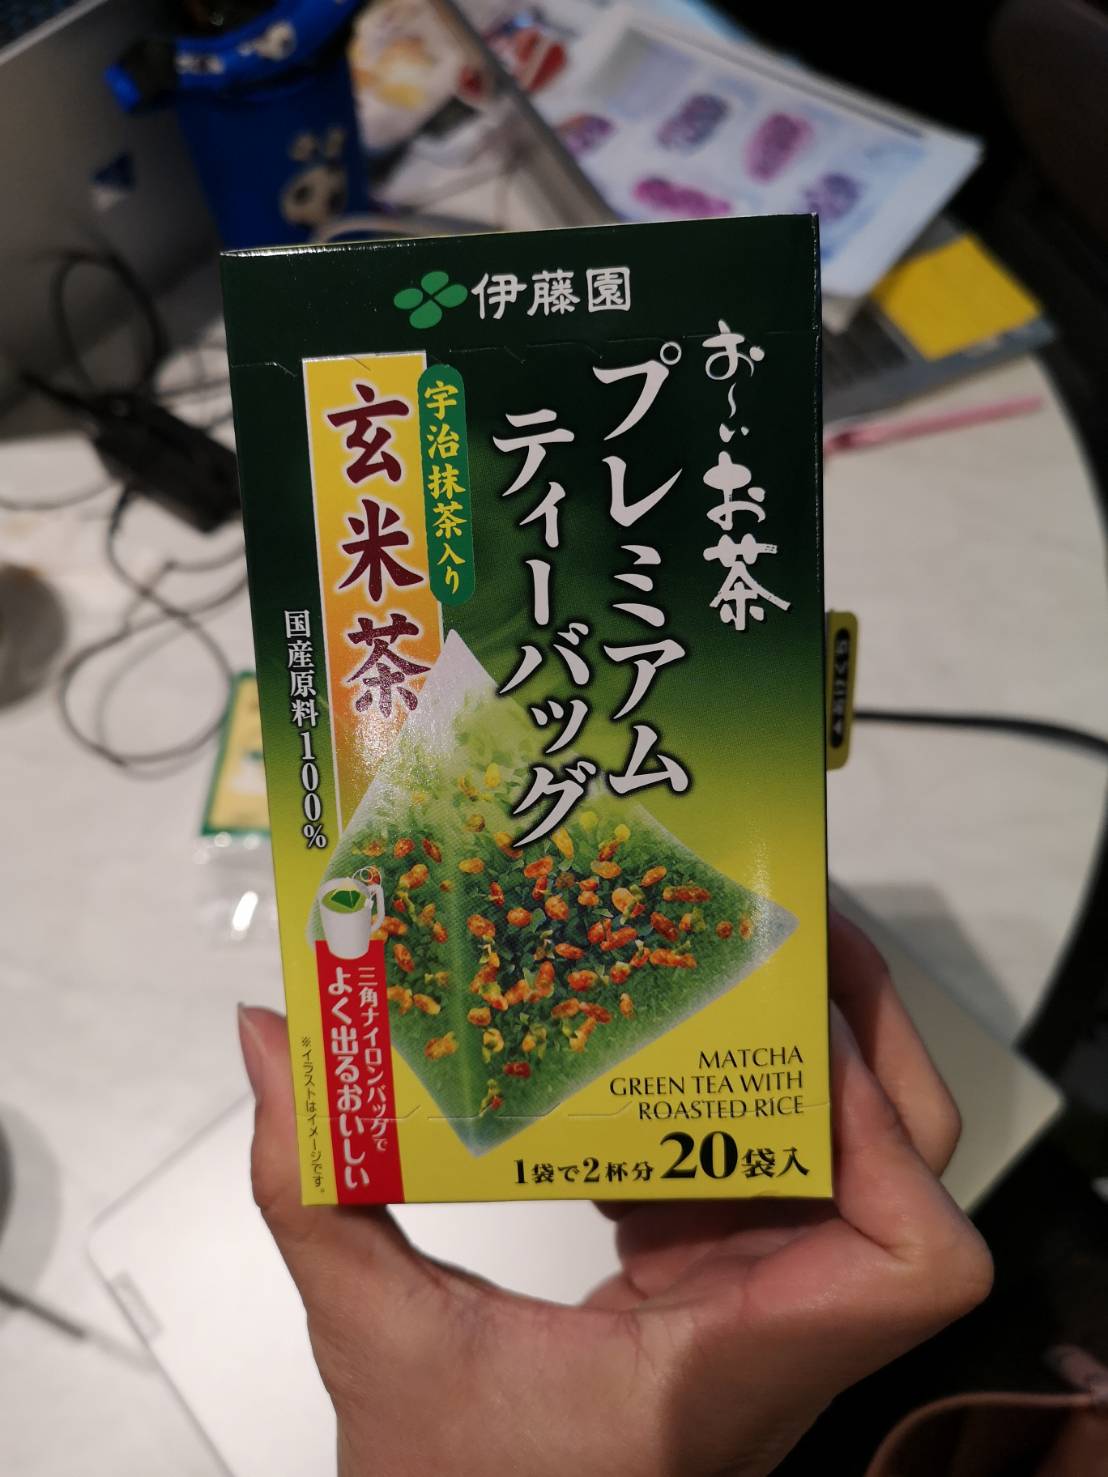 伊藤園
お～いお茶
プレミアム
ティーバッグ
宇治抹茶入り
玄米茶
国産原料100%
三角ナイロンバッグで
よく出るおいしい
※イラストはイメージです。
MATCHA
GREEN TEA WITH
ROASTED RICE
1袋で2杯分 20袋入